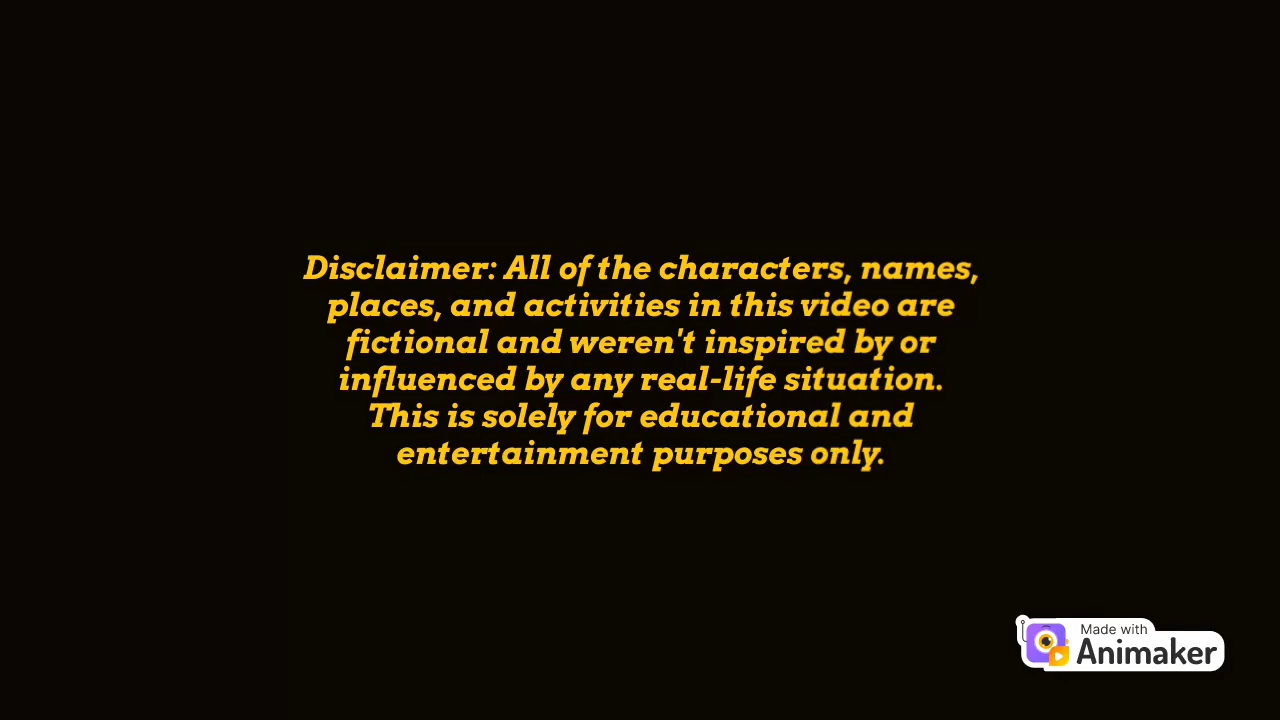 Disclaimer: All of the characters, names,
places, and activities in this video are
fictional and weren't inspired by or
influenced by any real-life situation.
This is solely for educational and
entertainment purposes only.
Made with
Animaker